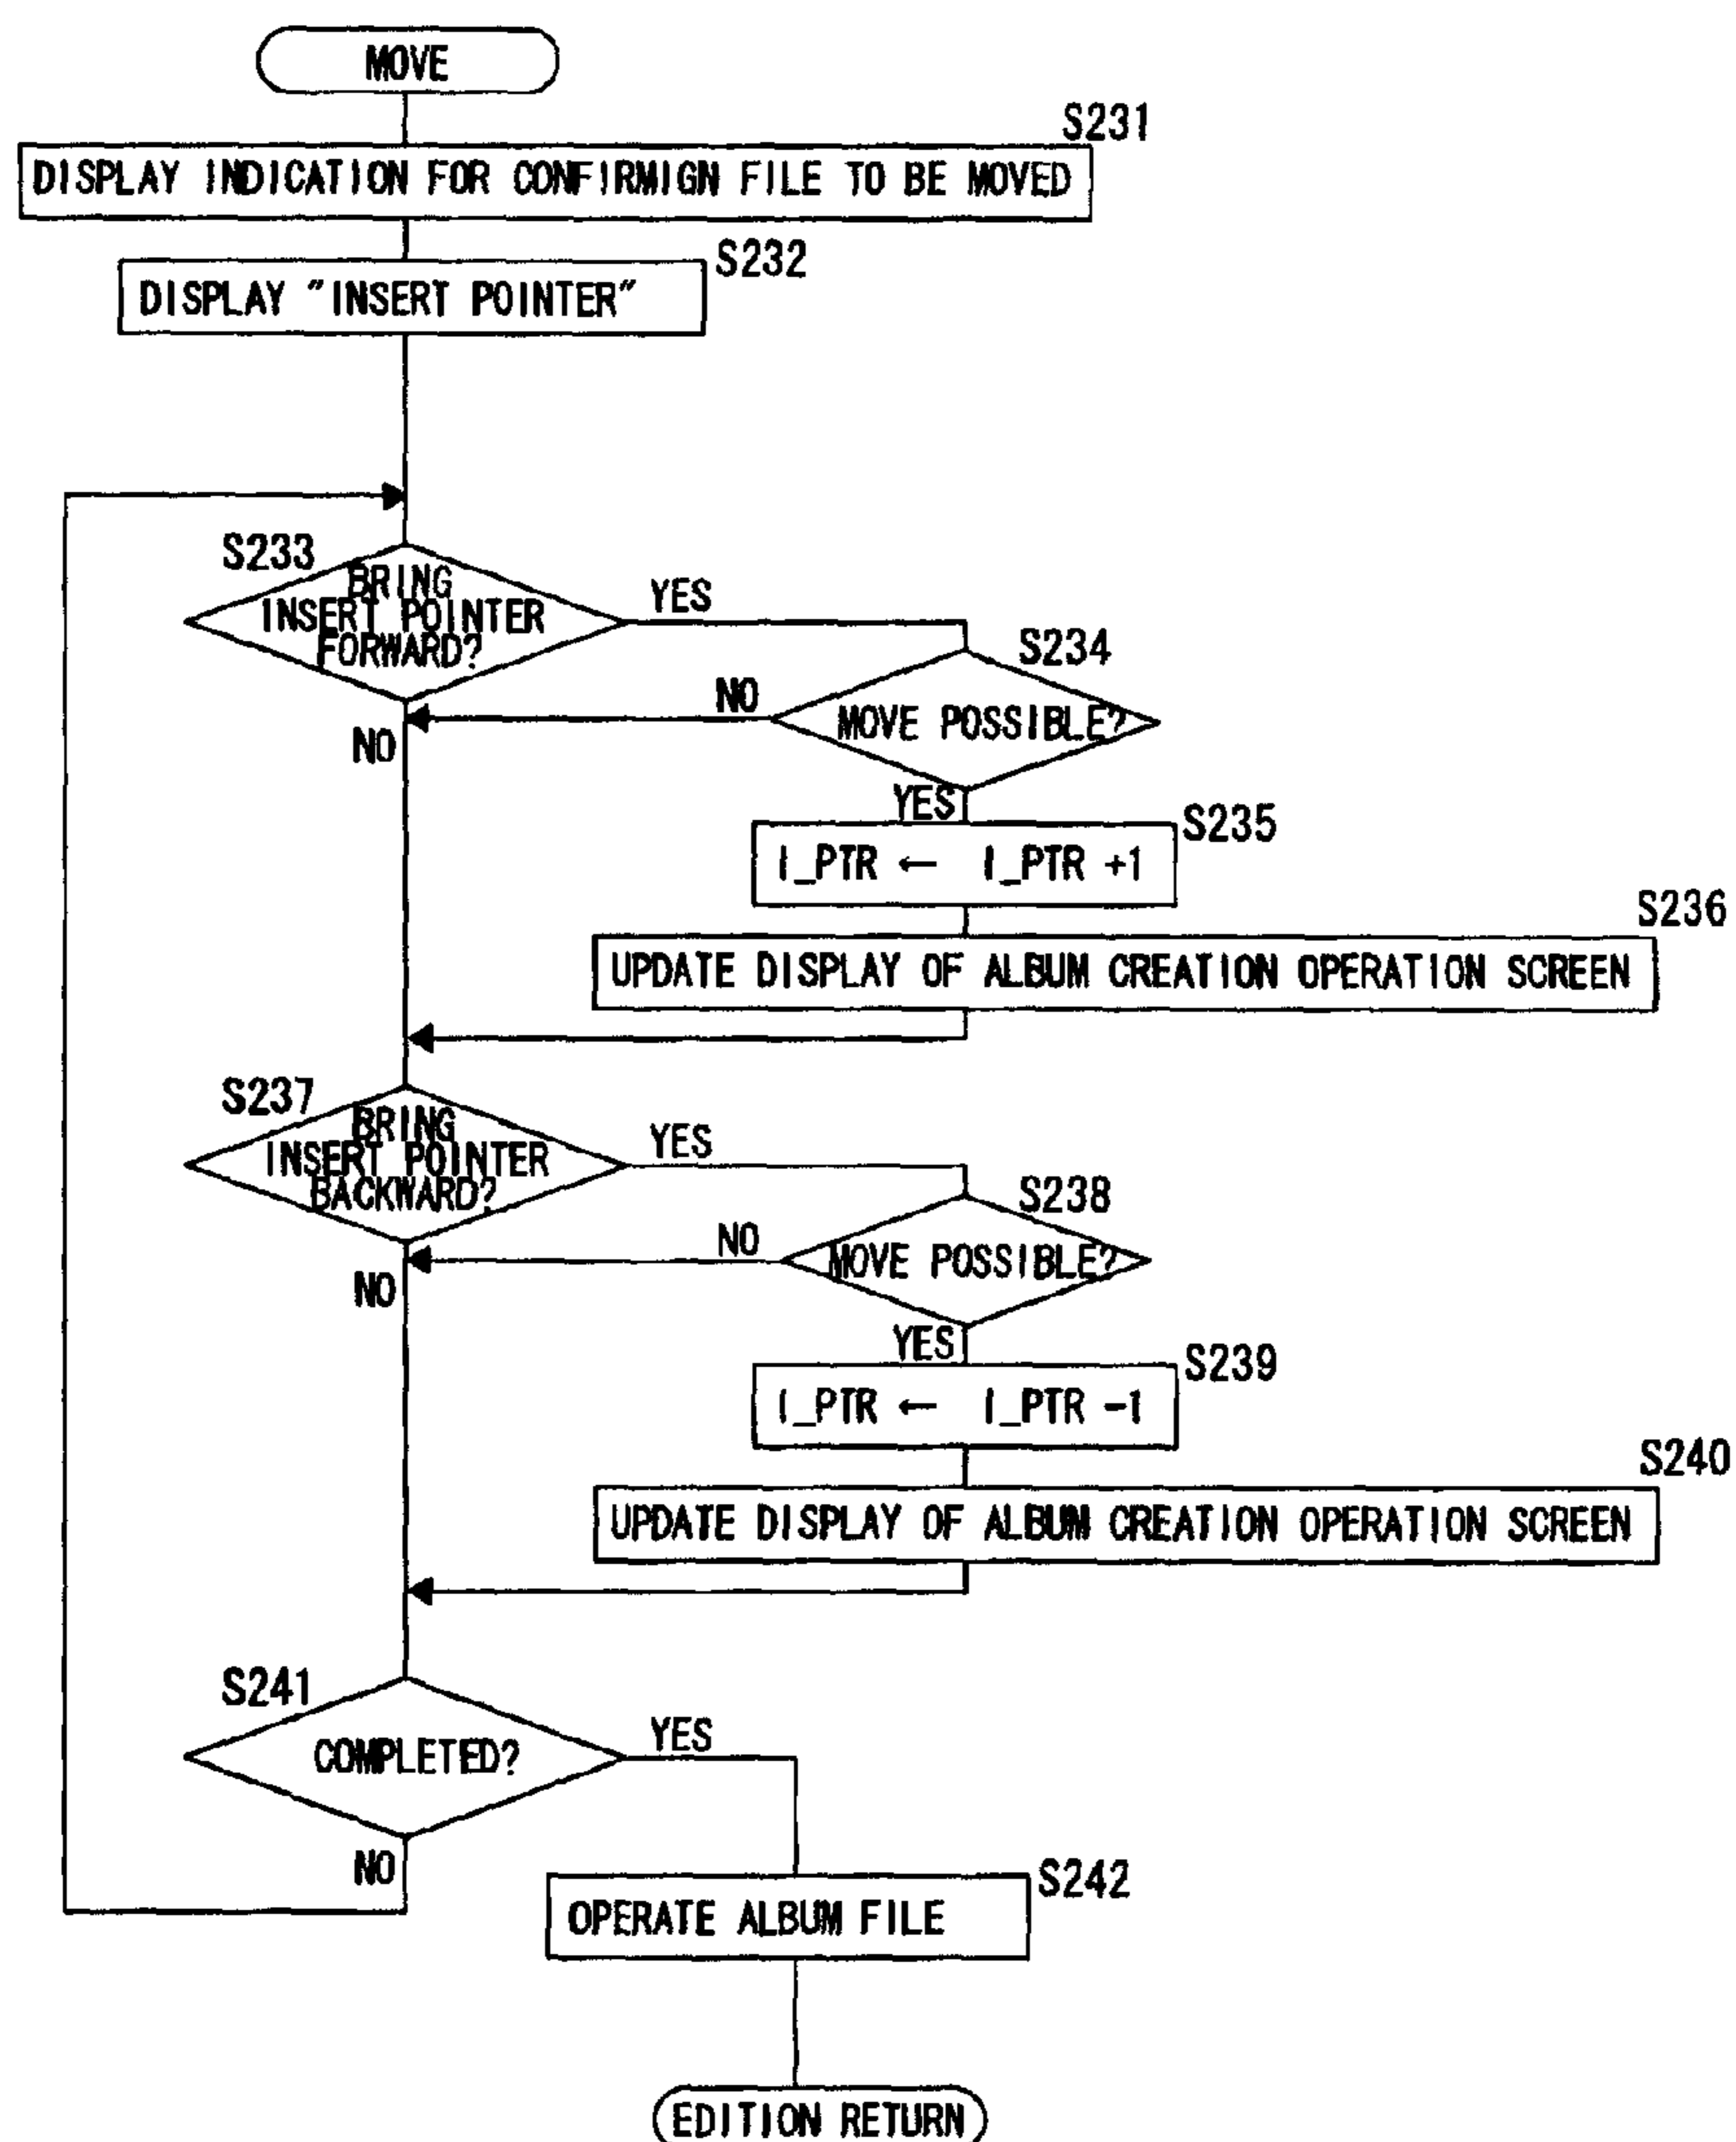 MOVE
S231
DISPLAY INDICATION FOR CONFIRMIGN FILE TO BE MOVED
S232
DISPLAY "INSERT POINTER"
S233
BRING
INSERT POINTER
FORWARD?
YES
S234
NO
MOVE POSSIBLE?
NO
YES
S235
I_PTR ← I_PTR +1
S236
UPDATE DISPLAY OF ALBUM CREATION OPERATION SCREEN
S237
BRING
INSERT POINTER
BACKWARD?
YES
S238
NO
MOVE POSSIBLE?
NO
YES
S239
I_PTR ← I_PTR -1
S240
UPDATE DISPLAY OF ALBUM CREATION OPERATION SCREEN
S241
COMPLETED?
YES
NO
S242
OPERATE ALBUM FILE
EDITION RETURN